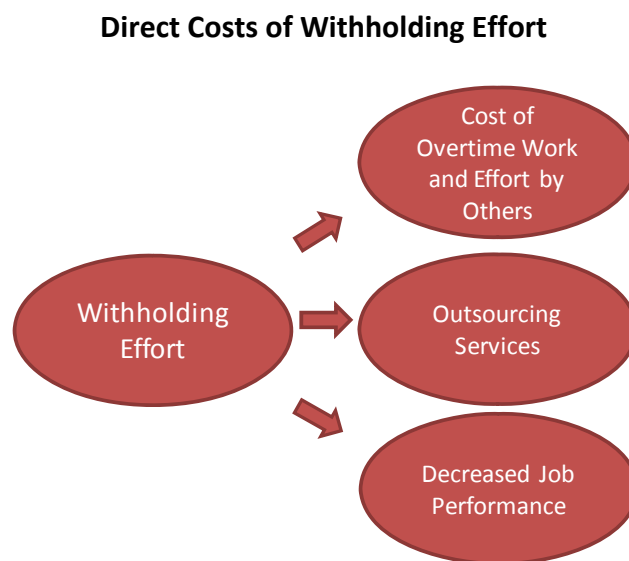 Direct Costs of Withholding Effort
Cost of
Overtime Work
and Effort by
Others
Withholding
Effort
Outsourcing
Services
Decreased Job
Performance